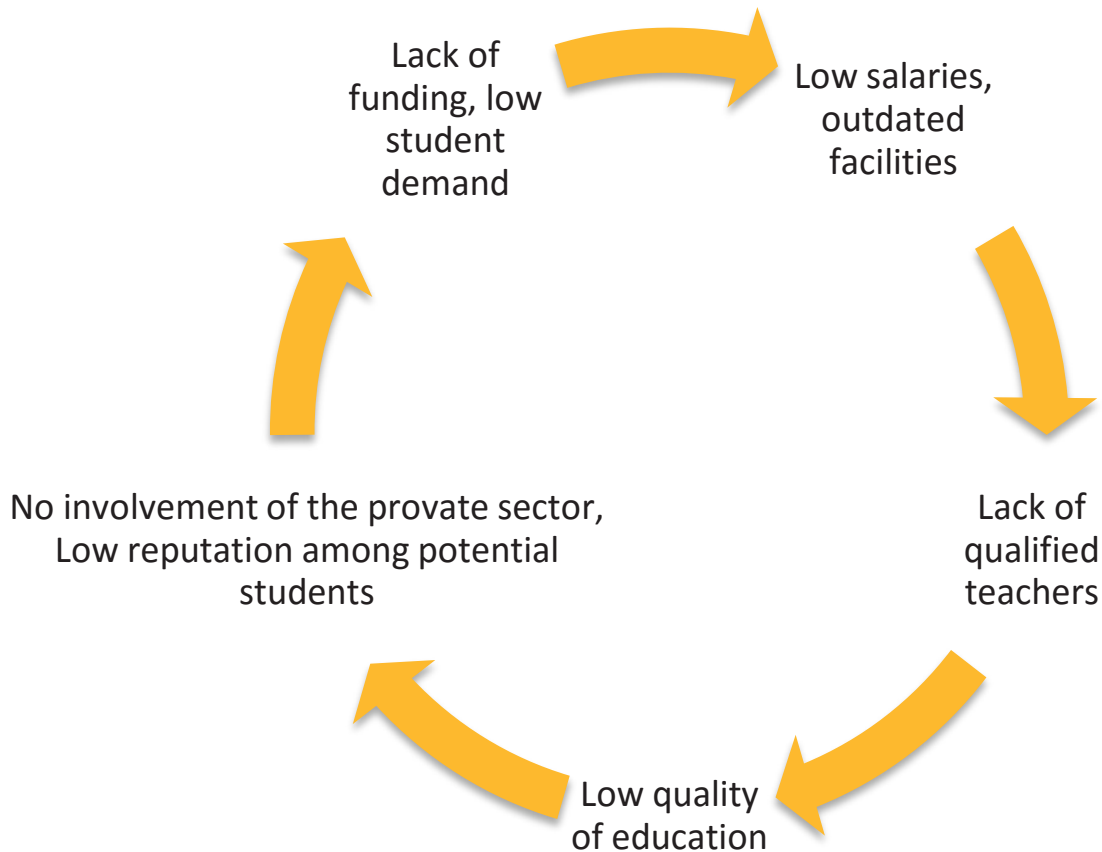 Lack of
funding, low
student
demand
Low salaries,
outdated
facilities
Lack of
qualified
teachers
Low quality
of education
No involvement of the provate sector,
Low reputation among potential
students